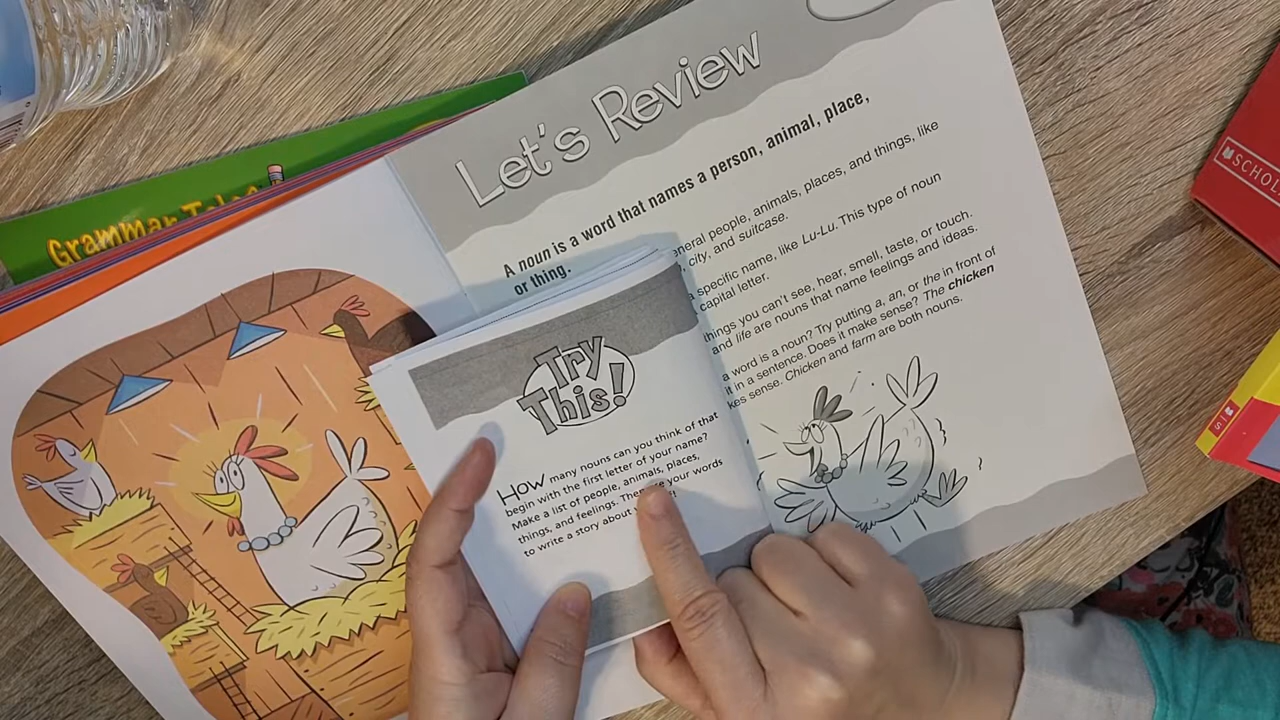 Grammar Tales
Let's Review
A noun is a word that names a person, animal, place,
or thing.
eneral people, animals, places, and things, like
, city, and suitcase.
specific name, like Lu-Lu. This type of noun
capital letter.
things you can't see, hear, smell, taste, or touch.
and life are nouns that name feelings and ideas.
word is a noun? Try putting a, an, or the in front of
it in a sentence. Does it make sense? The chicken
kes sense. Chicken and farm are both nouns.
Try
This!
How many nouns can you think of that
begin with the first letter of your name?
Make a list of people, animals, places,
things, and feelings. Then your words
to write a story about
SCHOL